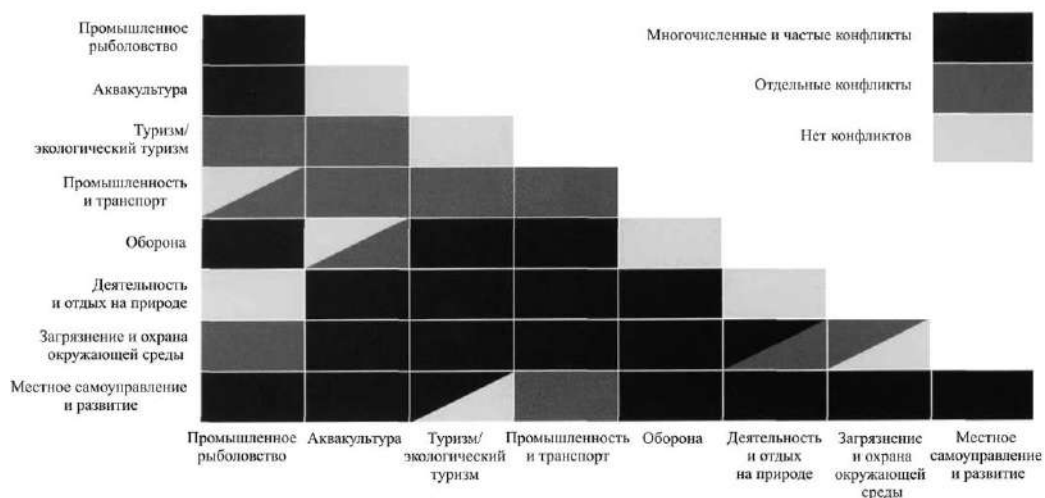 Промышленное
рыболовство
Аквакультура
Туризм/
экологический туризм
Промышленность
и транспорт
Оборона
Деятельность
и отдых на природе
Загрязнение и охрана
окружающей среды
Местное самоуправление
и развитие
Многочисленные и частые конфликты
Отдельные конфликты
Нет конфликтов
Промышленное
рыболовство
Аквакультура
Туризм/
экологический
туризм
Промышленность
и транспорт
Оборона
Деятельность
и отдых
на природе
Загрязнение
и охрана
окружающей
среды
Местное
самоуправление
и развитие